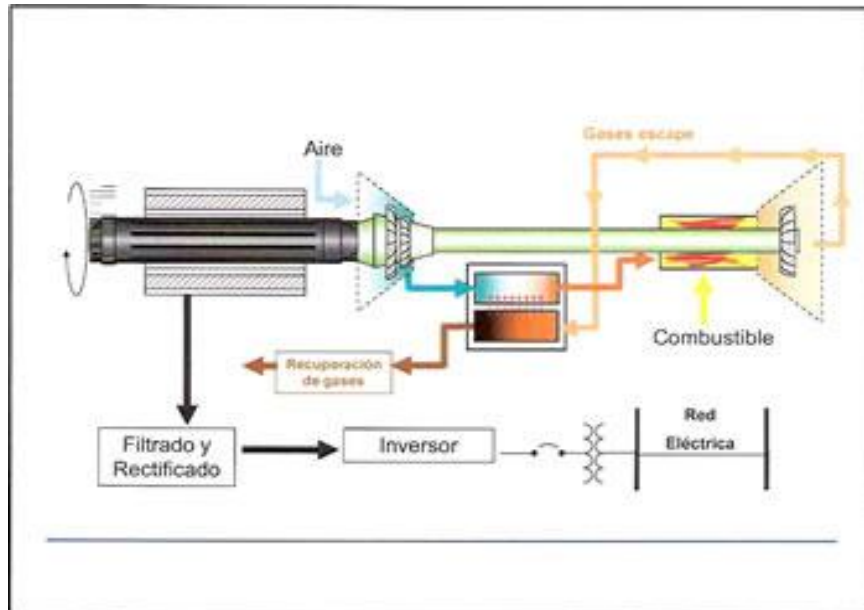 Gases escape
Aire
Combustible
Recuperación
de gases
Filtrado y
Rectificado
Inversor
Red
Eléctrica